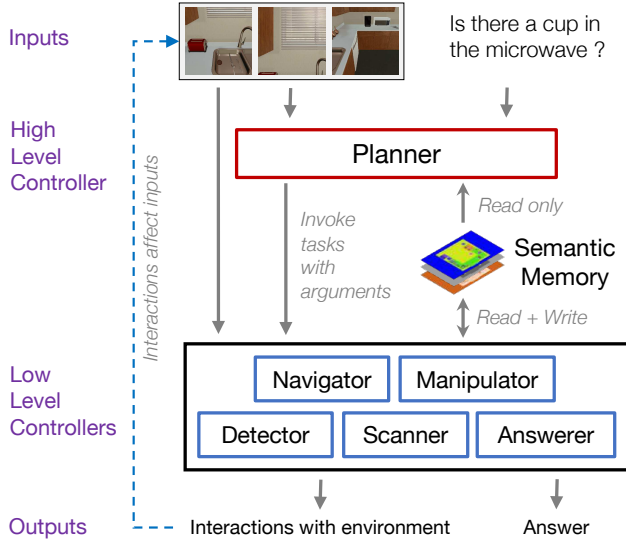 Inputs
Is there a cup in
the microwave ?
High
Level
Controller
Planner
Interactions affect inputs
Invoke
tasks
with
arguments
Read only
Semantic
Memory
Read + Write
Low
Level
Controllers
Navigator
Manipulator
Detector
Scanner
Answerer
Outputs
Interactions with environment
Answer